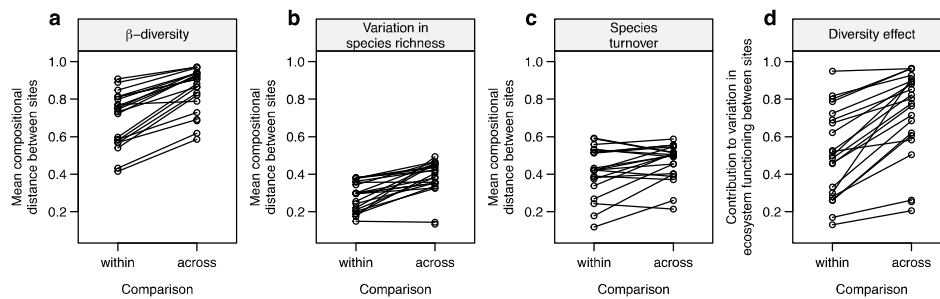 a
β−diversity
Mean compositional
distance between sites
1.0
0.8
0.6
0.4
0.2
within
across
Comparison
b
Variation in
species richness
Mean compositional
distance between sites
1.0
0.8
0.6
0.4
0.2
within
across
Comparison
c
Species
turnover
Mean compositional
distance between sites
1.0
0.8
0.6
0.4
0.2
within
across
Comparison
d
Diversity effect
Contribution to variation in
ecosystem functioning between sites
1.0
0.8
0.6
0.4
0.2
within
across
Comparison